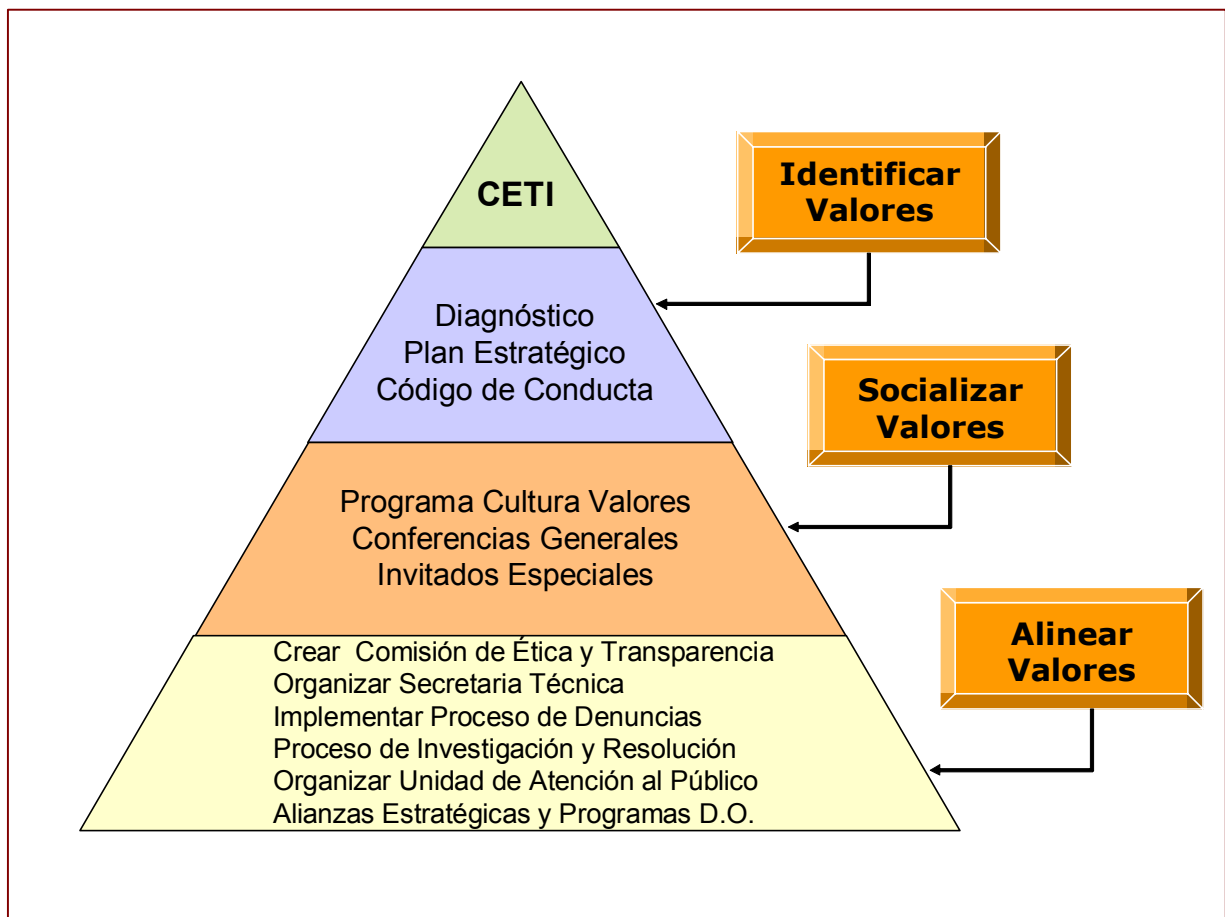 CETI
Identificar
Valores
Diagnóstico
Plan Estratégico
Código de Conducta
Socializar
Valores
Programa Cultura Valores
Conferencias Generales
Invitados Especiales
Alinear
Valores
Crear  Comisión de Ética y Transparencia
Organizar Secretaria Técnica
Implementar Proceso de Denuncias
Proceso de Investigación y Resolución
Organizar Unidad de Atención al Público
Alianzas Estratégicas y Programas D.O.